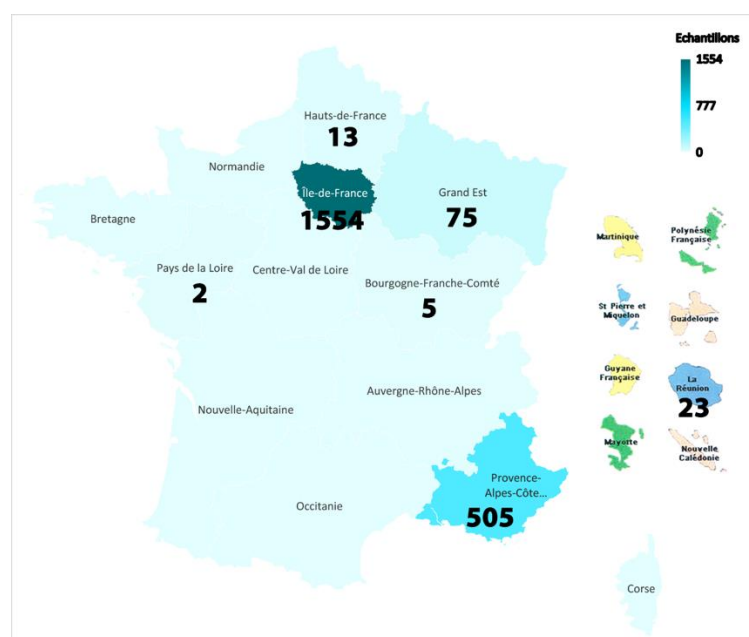 Echantillons
1554
777
0
Hauts-de-France
13
Normandie
Île-de-France
1554
Grand Est
75
Bretagne
Pays de la Loire
2
Centre-Val de Loire
Bourgogne-Franche-Comté
5
Nouvelle-Aquitaine
Auvergne-Rhône-Alpes
Provence-
Alpes-Côte...
505
Occitanie
Corse
Martinique
Polynésie
Française
St Pierre et
Miquelon
Guadeloupe
Guyane
Française
La
Réunion
23
Mayotte
Nouvelle
Calédonie